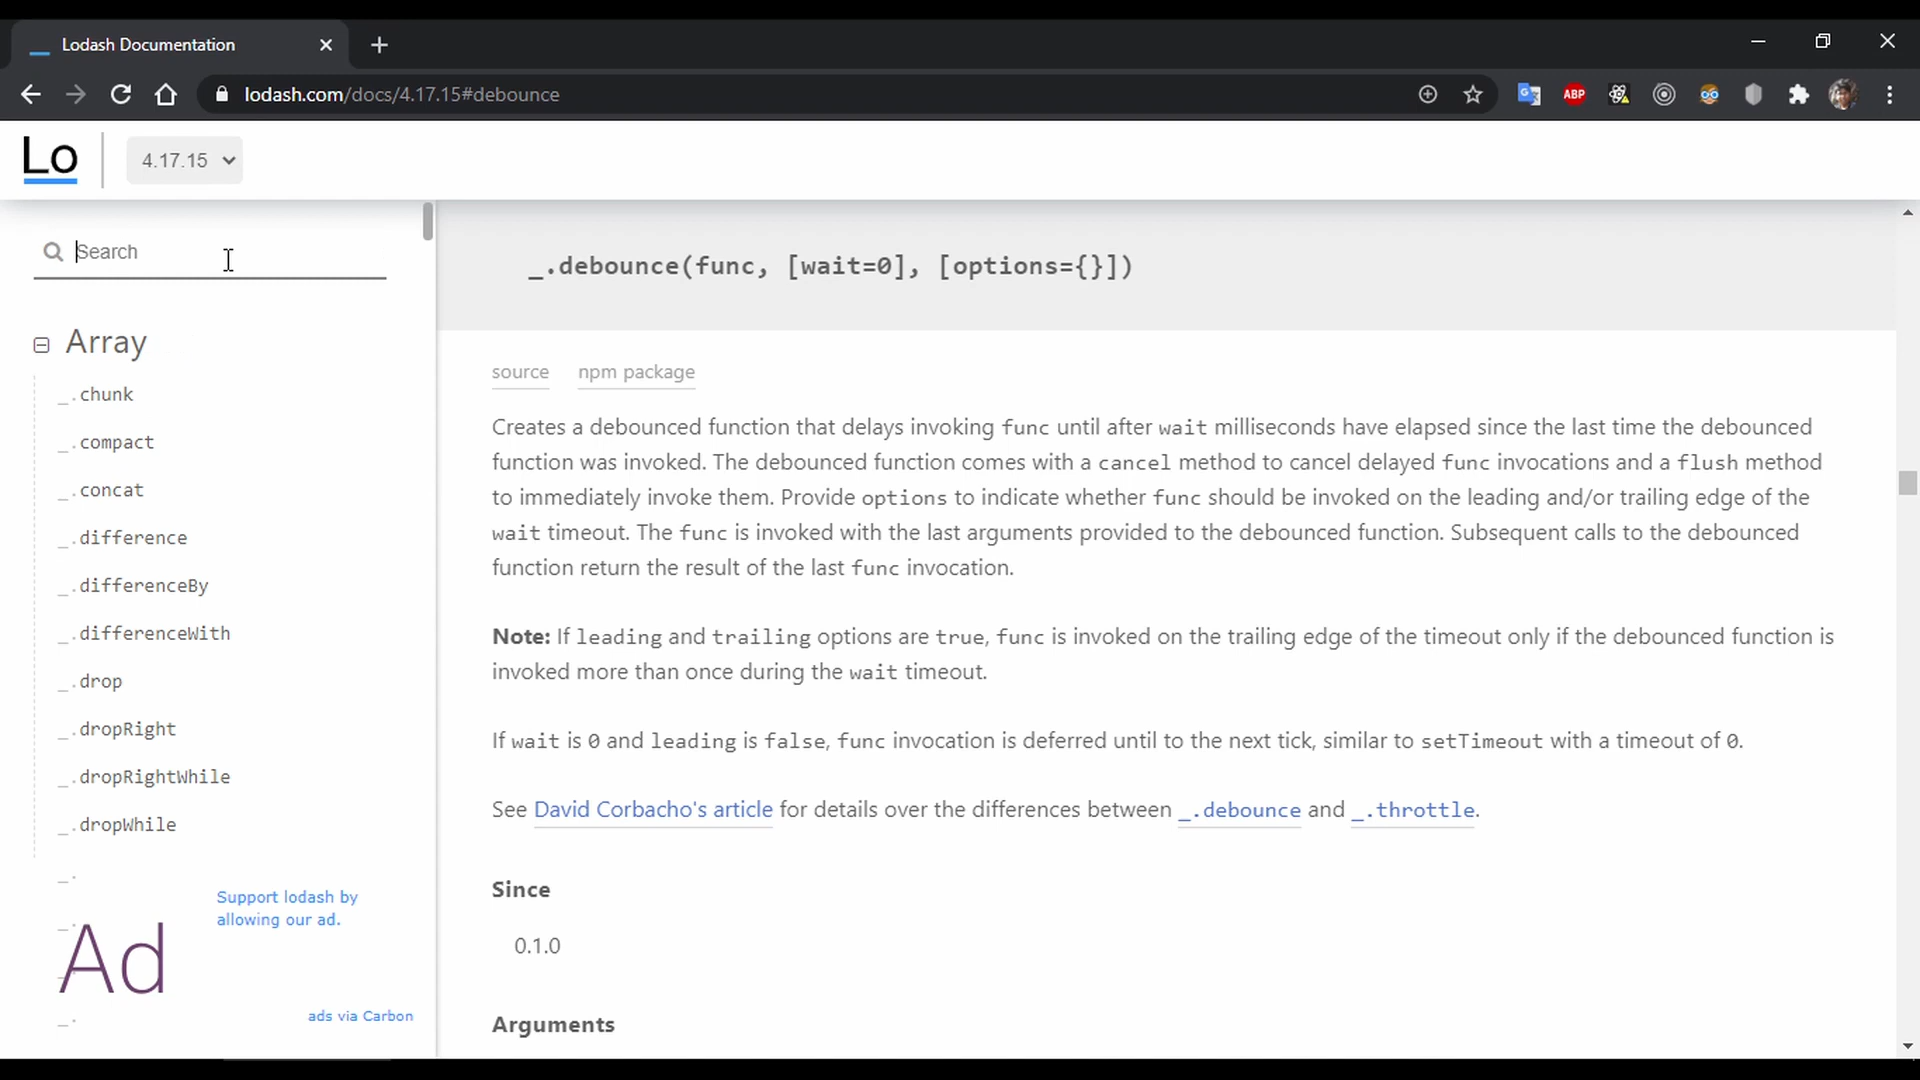 Lodash Documentation
lodash.com/docs/4.17.15#debounce
ABP
Lo
4.17.15
Search
Array
_.chunk
_.compact
_.concat
_.difference
_.differenceBy
_.differenceWith
_.drop
_.dropRight
_.dropRightWhile
_.dropWhile
_.
Support lodash by
allowing our ad.
Ad
_.
ads via Carbon
_.debounce(func, [wait=0], [options={}])
source npm package
Creates a debounced function that delays invoking func until after wait milliseconds have elapsed since the last time the debounced
function was invoked. The debounced function comes with a cancel method to cancel delayed func invocations and a flush method
to immediately invoke them. Provide options to indicate whether func should be invoked on the leading and/or trailing edge of the
wait timeout. The func is invoked with the last arguments provided to the debounced function. Subsequent calls to the debounced
function return the result of the last func invocation.
Note: If leading and trailing options are true, func is invoked on the trailing edge of the timeout only if the debounced function is
invoked more than once during the wait timeout.
If wait is 0 and leading is false, func invocation is deferred until to the next tick, similar to setTimeout with a timeout of 0.
See David Corbacho's article for details over the differences between _.debounce and _.throttle.
Since
0.1.0
Arguments